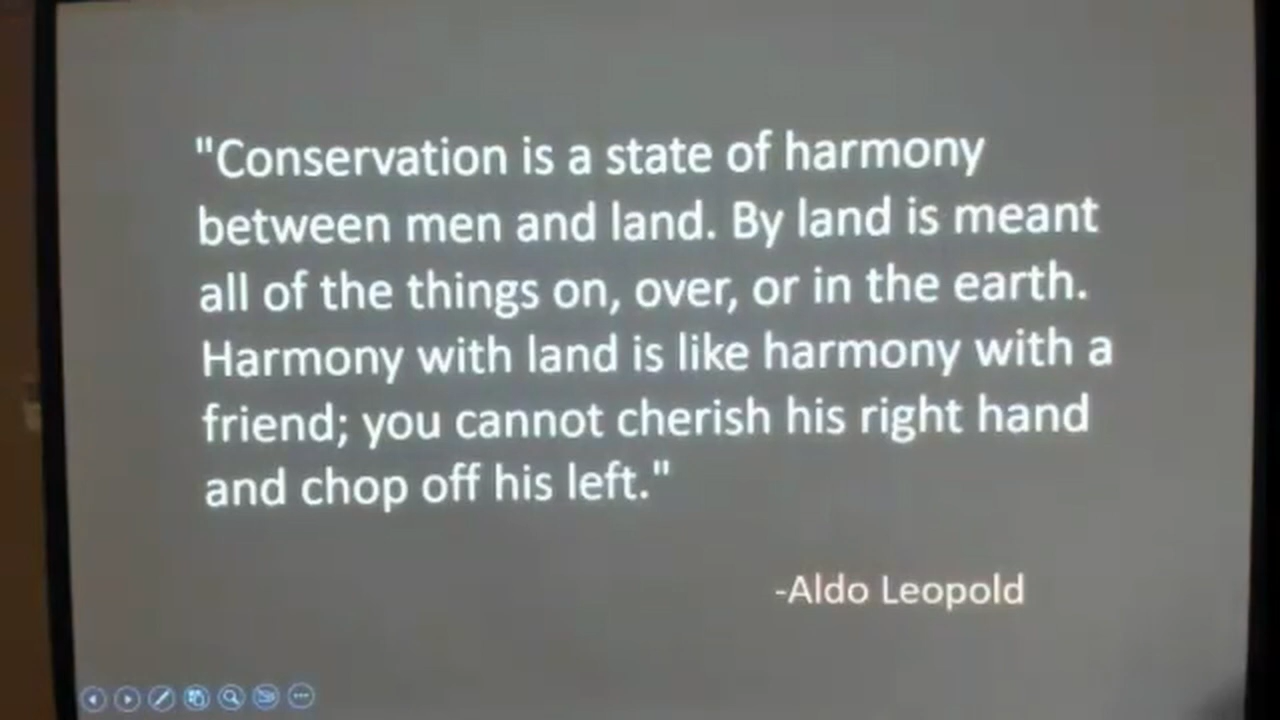 "Conservation is a state of harmony
between men and land. By land is meant
all of the things on, over, or in the earth.
Harmony with land is like harmony with a
friend; you cannot cherish his right hand
and chop off his left."
-Aldo Leopold